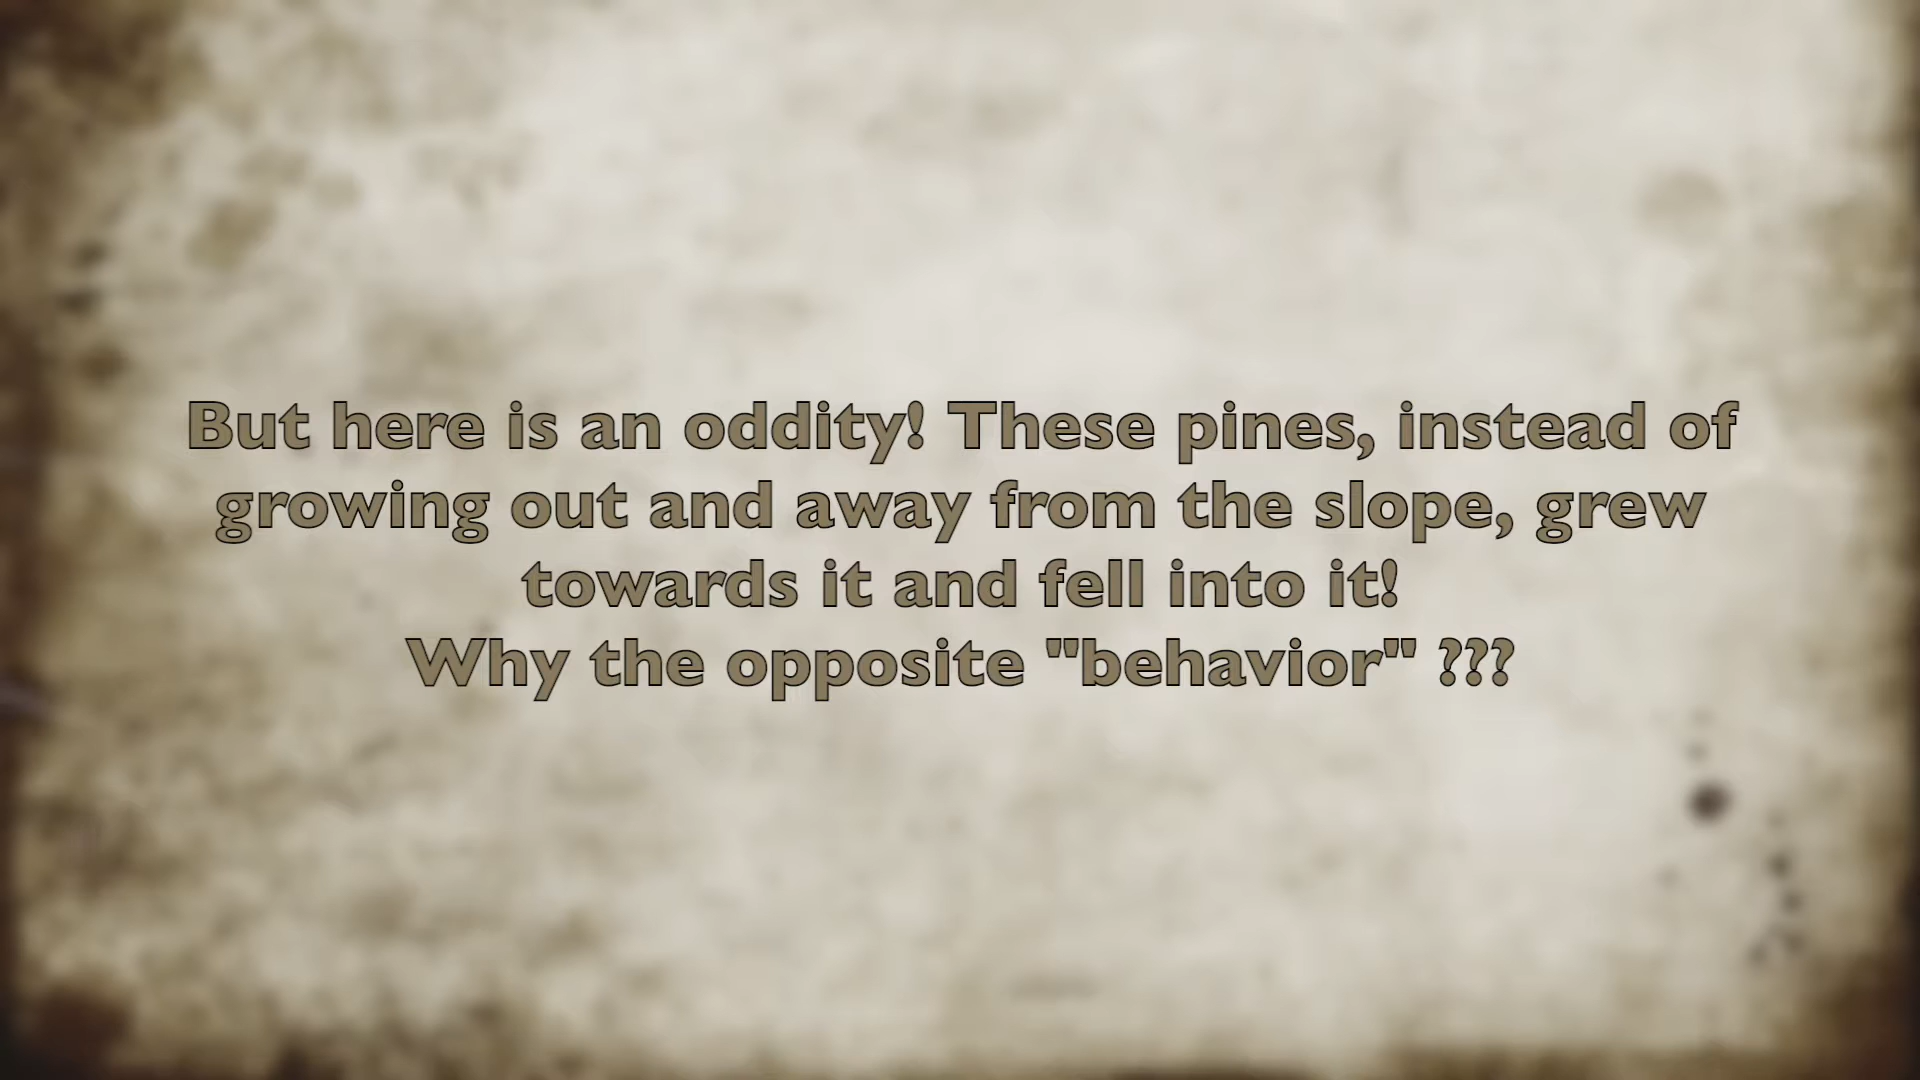 But here is an oddity! These pines, instead of
growing out and away from the slope, grew
towards it and fell into it!
Why the opposite "behavior" ???